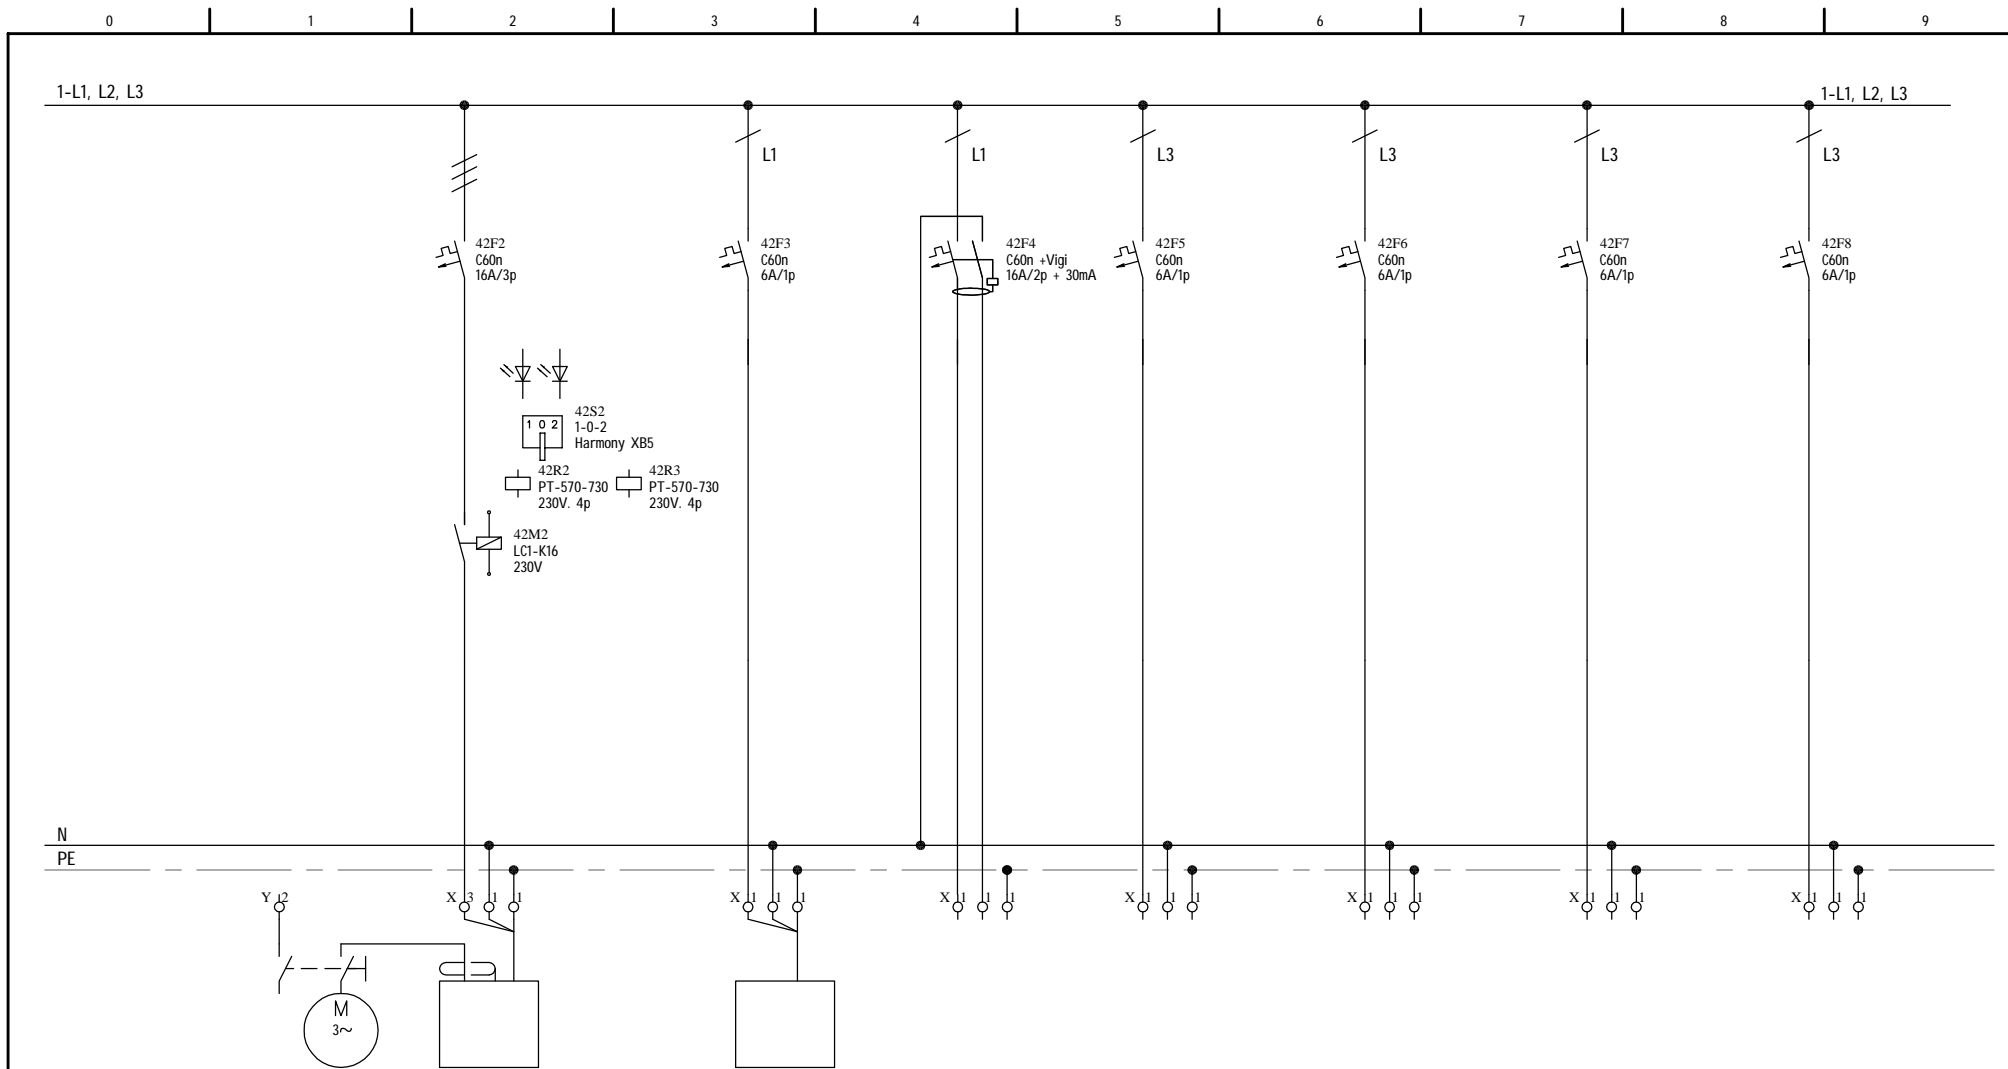 0 1 2 3 4 5 6 7 8 9
1-L1, L2, L3
1-L1, L2, L3
L1
L1
L3
L3
L3
L3
42F2
C60n
16A/3p
42F3
C60n
6A/1p
42F4
C60n +Vigi
16A/2p + 30mA
42F5
C60n
6A/1p
42F6
C60n
6A/1p
42F7
C60n
6A/1p
42F8
C60n
6A/1p
1 0 2
42S2
1-0-2
Harmony XB5
42R2
PT-570-730
230V. 4p
42R3
PT-570-730
230V. 4p
42M2
LC1-K16
230V
N
PE
Y 12
X 3 1 1
X 1 1 1
X 1 1 1
X 1 1 1
X 1 1 1
X 1 1 1
X 1 1 1
M
3~